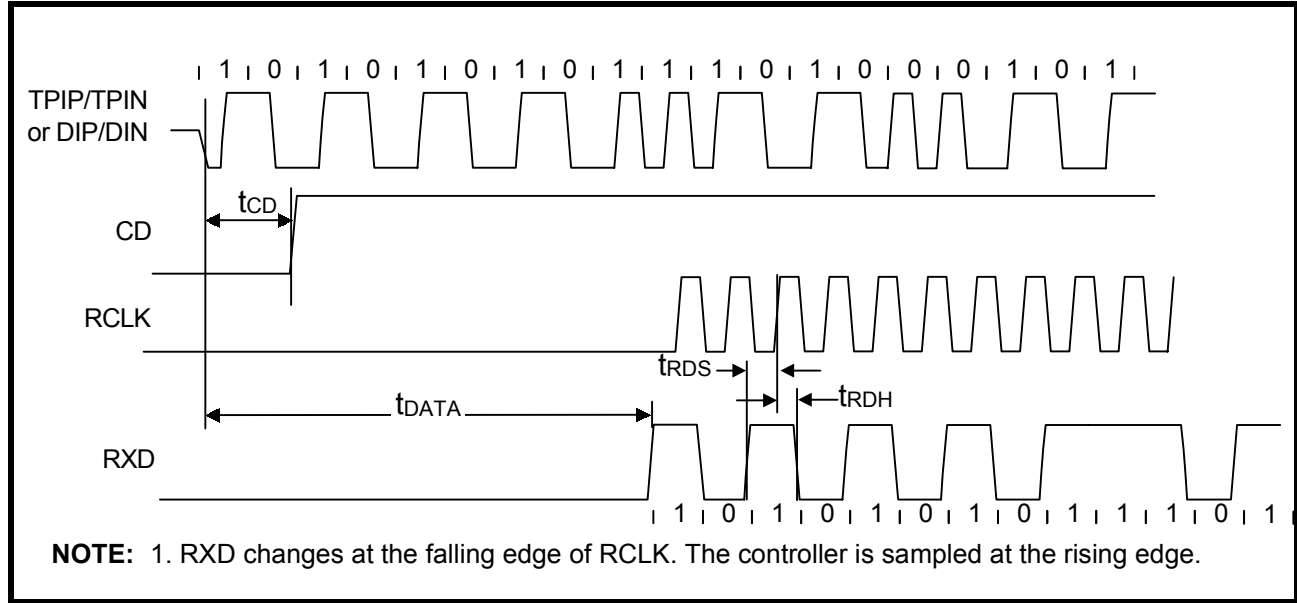 1 0 1 0 1 0 1 0 1 1 1 0 1 0 0 0 1 0 1
TPIP/TPIN
or DIP/DIN
tCD
CD
RCLK
tRDS
tRDH
tDATA
RXD
1 0 1 0 1 0 1 0 1 1 1 0 1
NOTE: 1. RXD changes at the falling edge of RCLK. The controller is sampled at the rising edge.